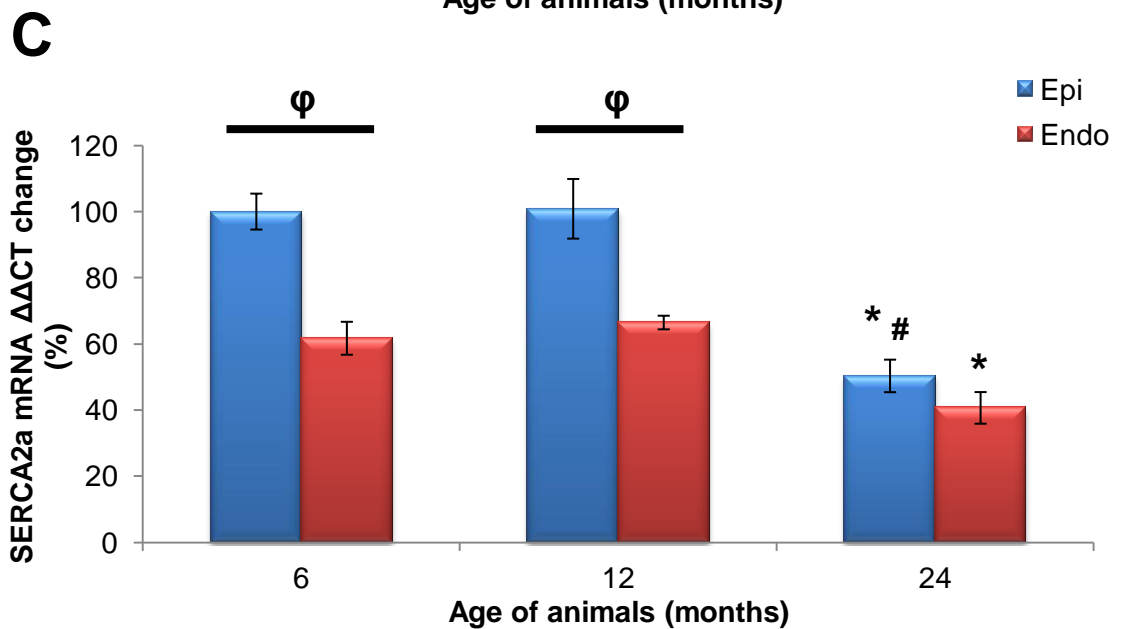 Age of animals (months)
C
φ
φ
Epi
Endo
SERCA2a mRNA ΔΔCT change
(%)
120
100
80
60
40
20
0
* #
*
6
12
24
Age of animals (months)